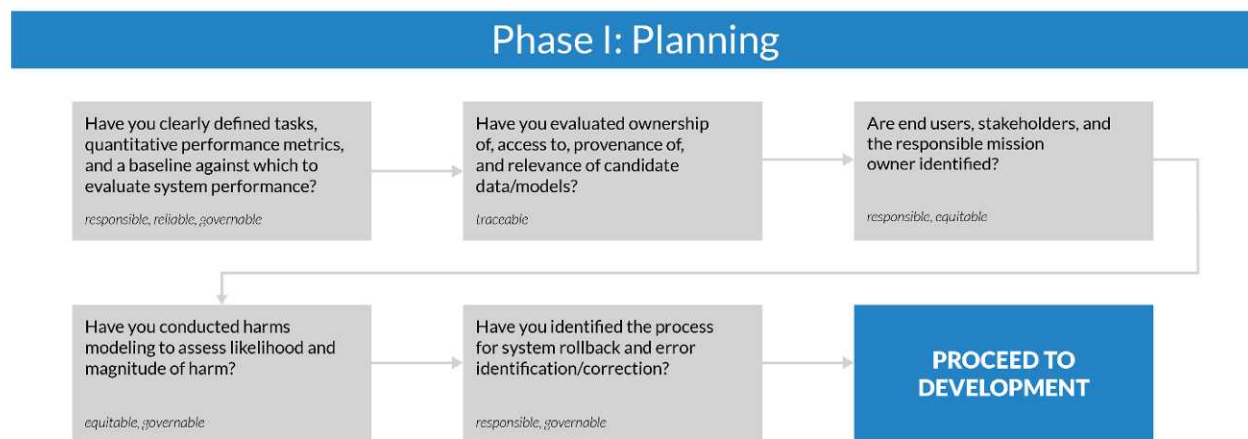 Phase I: Planning
Have you clearly defined tasks,
quantitative performance metrics,
and a baseline against which to
evaluate system performance?
responsible, reliable, governable
Have you evaluated ownership
of, access to, provenance of,
and relevance of candidate
data/models?
traceable
Are end users, stakeholders, and
the responsible mission
owner identified?
responsible, equitable
Have you conducted harms
modeling to assess likelihood and
magnitude of harm?
equitable, governable
Have you identified the process
for system rollback and error
identification/correction?
responsible, governable
PROCEED TO
DEVELOPMENT